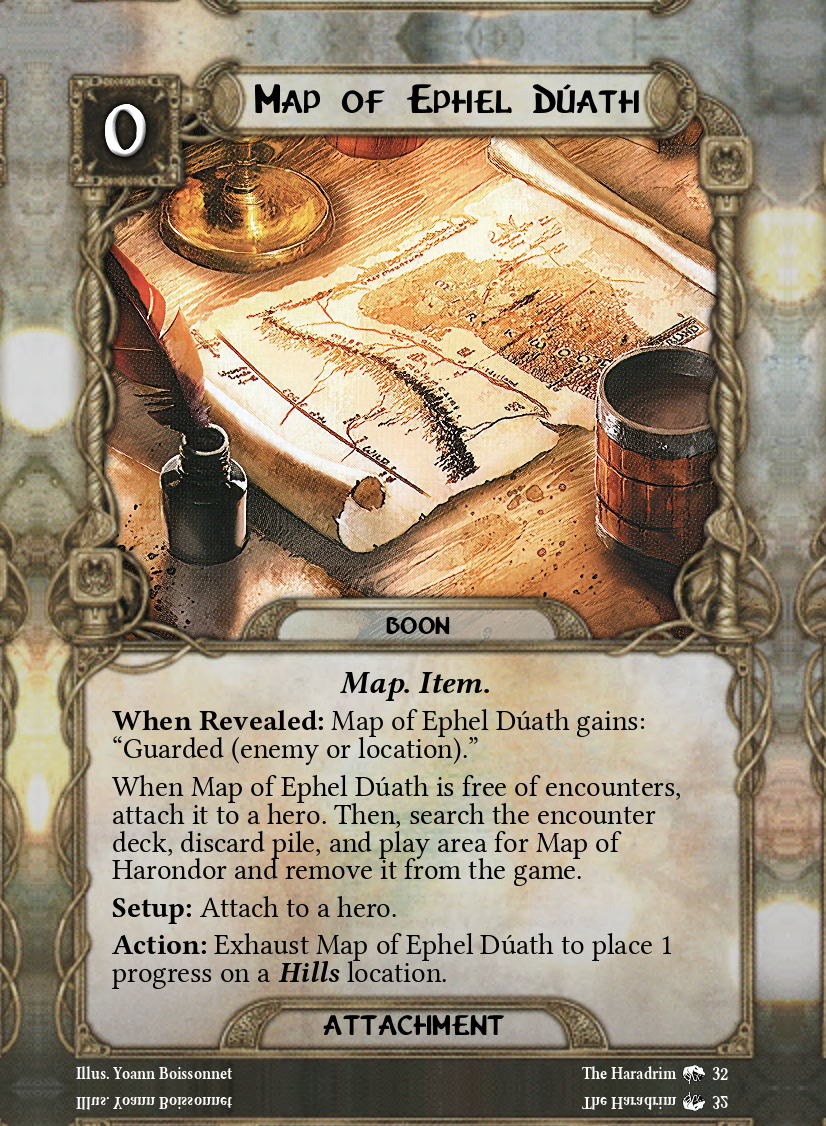 0
Map of Ephel Dúath
BOON
Map. Item.
When Revealed: Map of Ephel Dúath gains:
“Guarded (enemy or location).”
When Map of Ephel Dúath is free of encounters,
attach it to a hero. Then, search the encounter
deck, discard pile, and play area for Map of
Harondor and remove it from the game.
Setup: Attach to a hero.
Action: Exhaust Map of Ephel Dúath to place 1
progress on a Hills location.
ATTACHMENT
Illus. Yoann Boissonnet
The Haradrim 32